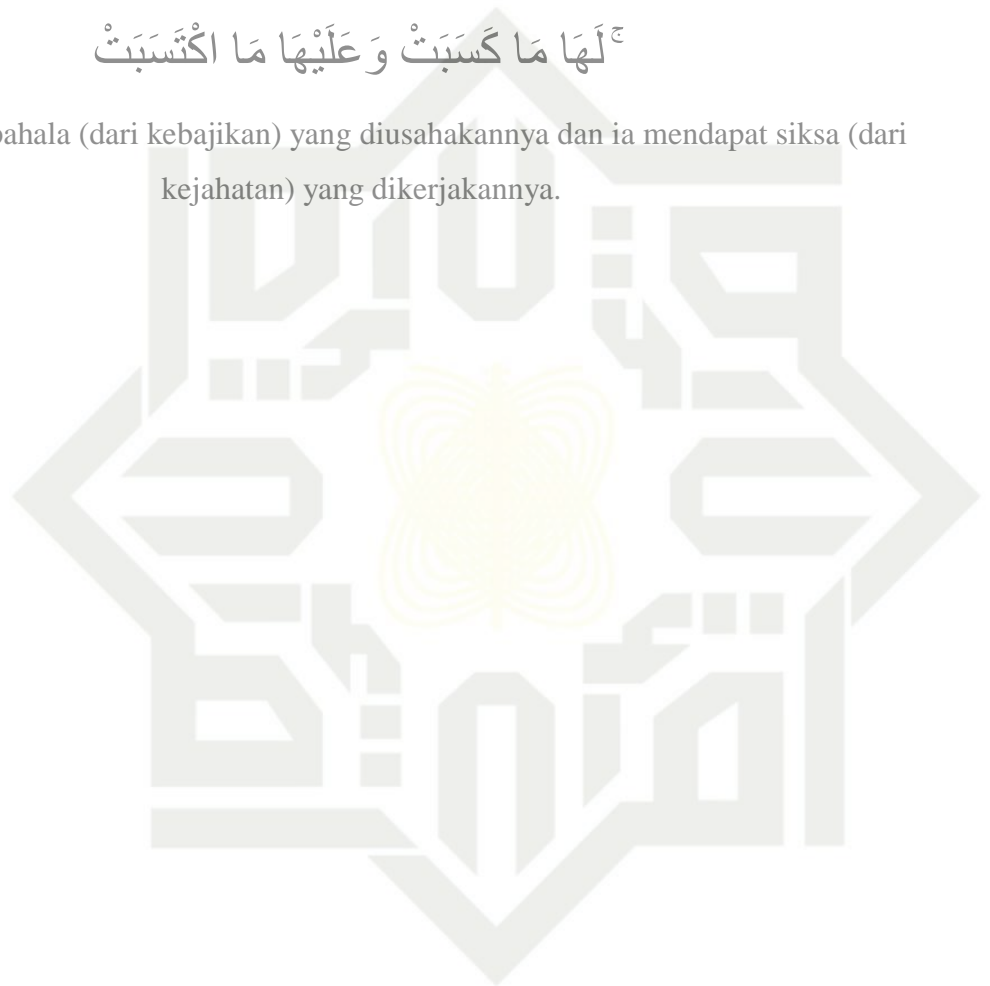 ۚ لَهَا مَا كَسَبَتْ وَعَلَيْهَا مَا اكْتَسَبَتْ
pahala (dari kebajikan) yang diusahakannya dan ia mendapat siksa (dari
kejahatan) yang dikerjakannya.